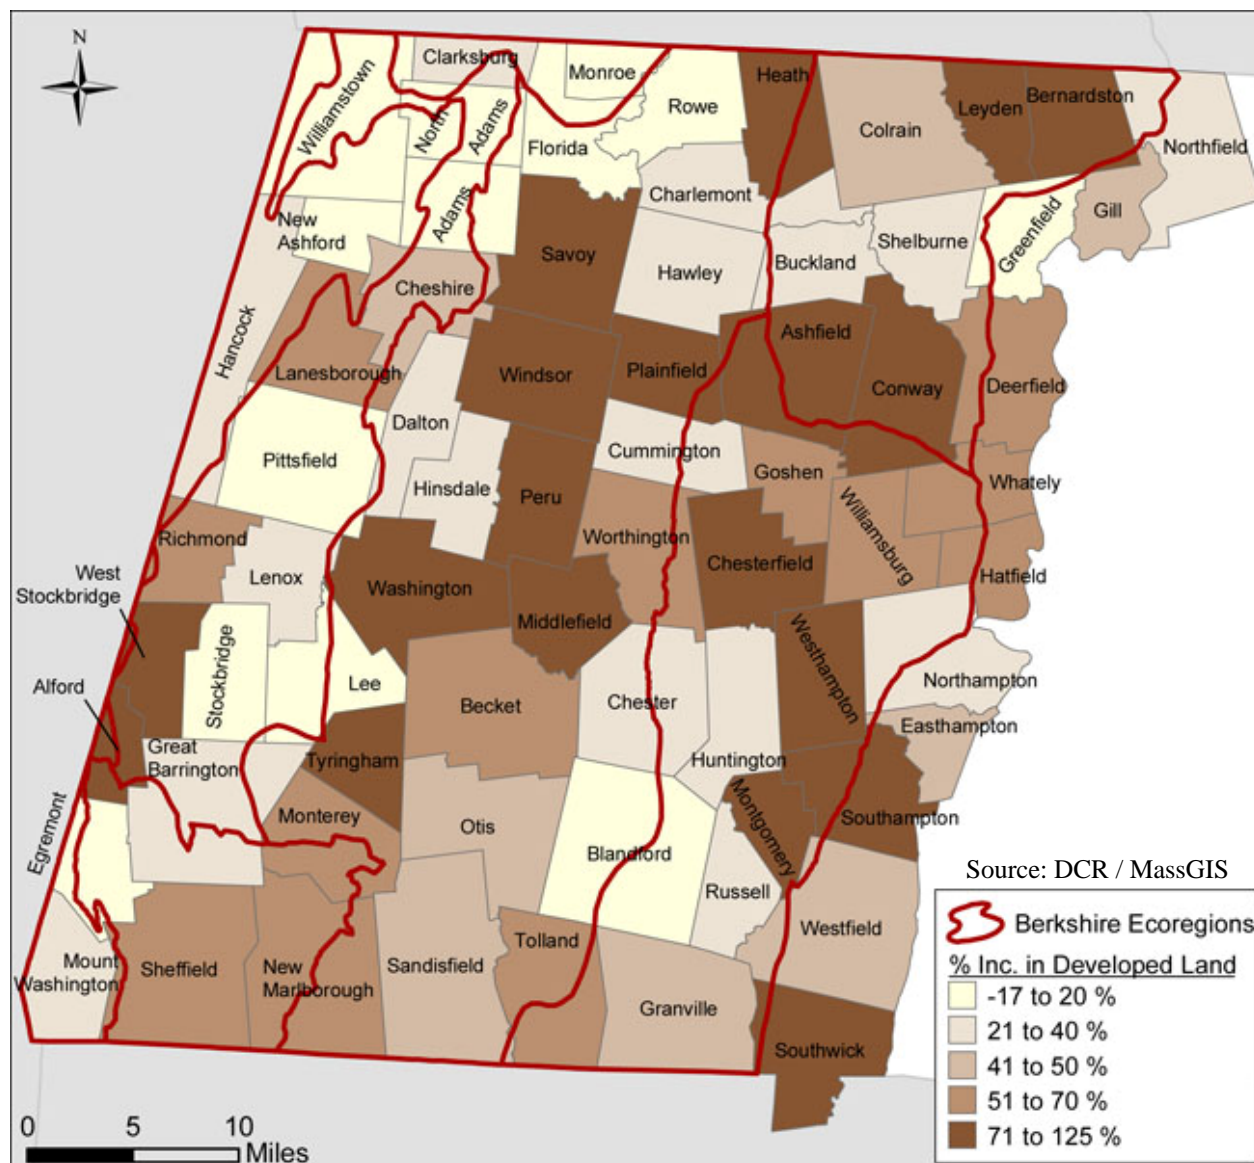 N
Clarksburg
Monroe
Heath
Williamstown
North
Adams
Rowe
Leyden
Bernardston
Colrain
Florida
Northfield
Charlemont
Adams
New
Ashford
Gill
Shelburne
Greenfield
Savoy
Hawley
Buckland
Cheshire
Hancock
Ashfield
Lanesborough
Windsor
Plainfield
Conway
Deerfield
Dalton
Cummington
Pittsfield
Goshen
Hinsdale
Peru
Whately
Richmond
Worthington
Williamsburg
West
Stockbridge
Lenox
Washington
Chesterfield
Hatfield
Middlefield
Stockbridge
Westhampton
Alford
Lee
Northampton
Becket
Chester
Easthampton
Great
Barrington
Tyringham
Huntington
Egremont
Monterey
Otis
Montgomery
Southampton
Blandford
Russell
Westfield
Mount
Washington
Sheffield
New
Marlborough
Sandisfield
Tolland
Granville
Southwick
Source: DCR / MassGIS
Berkshire Ecoregions
% Inc. in Developed Land
-17 to 20 %
21 to 40 %
41 to 50 %
51 to 70 %
71 to 125 %
0 5 10
Miles